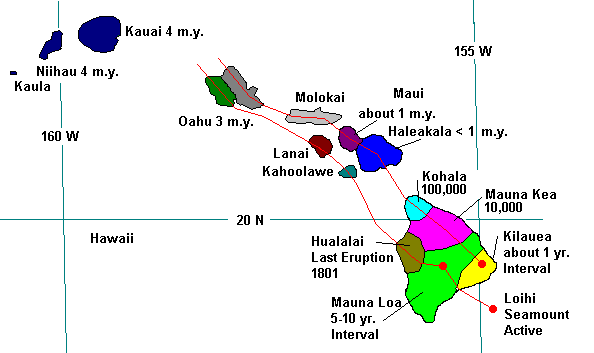 Kauai 4 m.y.
Niihau 4 m.y.
Kaula
155 W
Molokai
Maui
about 1 m.y.
Oahu 3 m.y.
Haleakala < 1 m.y.
160 W
Lanai
Kahoolawe
Kohala
100,000
Mauna Kea
10,000
20 N
Hawaii
Hualalai
Last Eruption
1801
Kilauea
about 1 yr.
Interval
Mauna Loa
5-10 yr.
Interval
Loihi
Seamount
Active